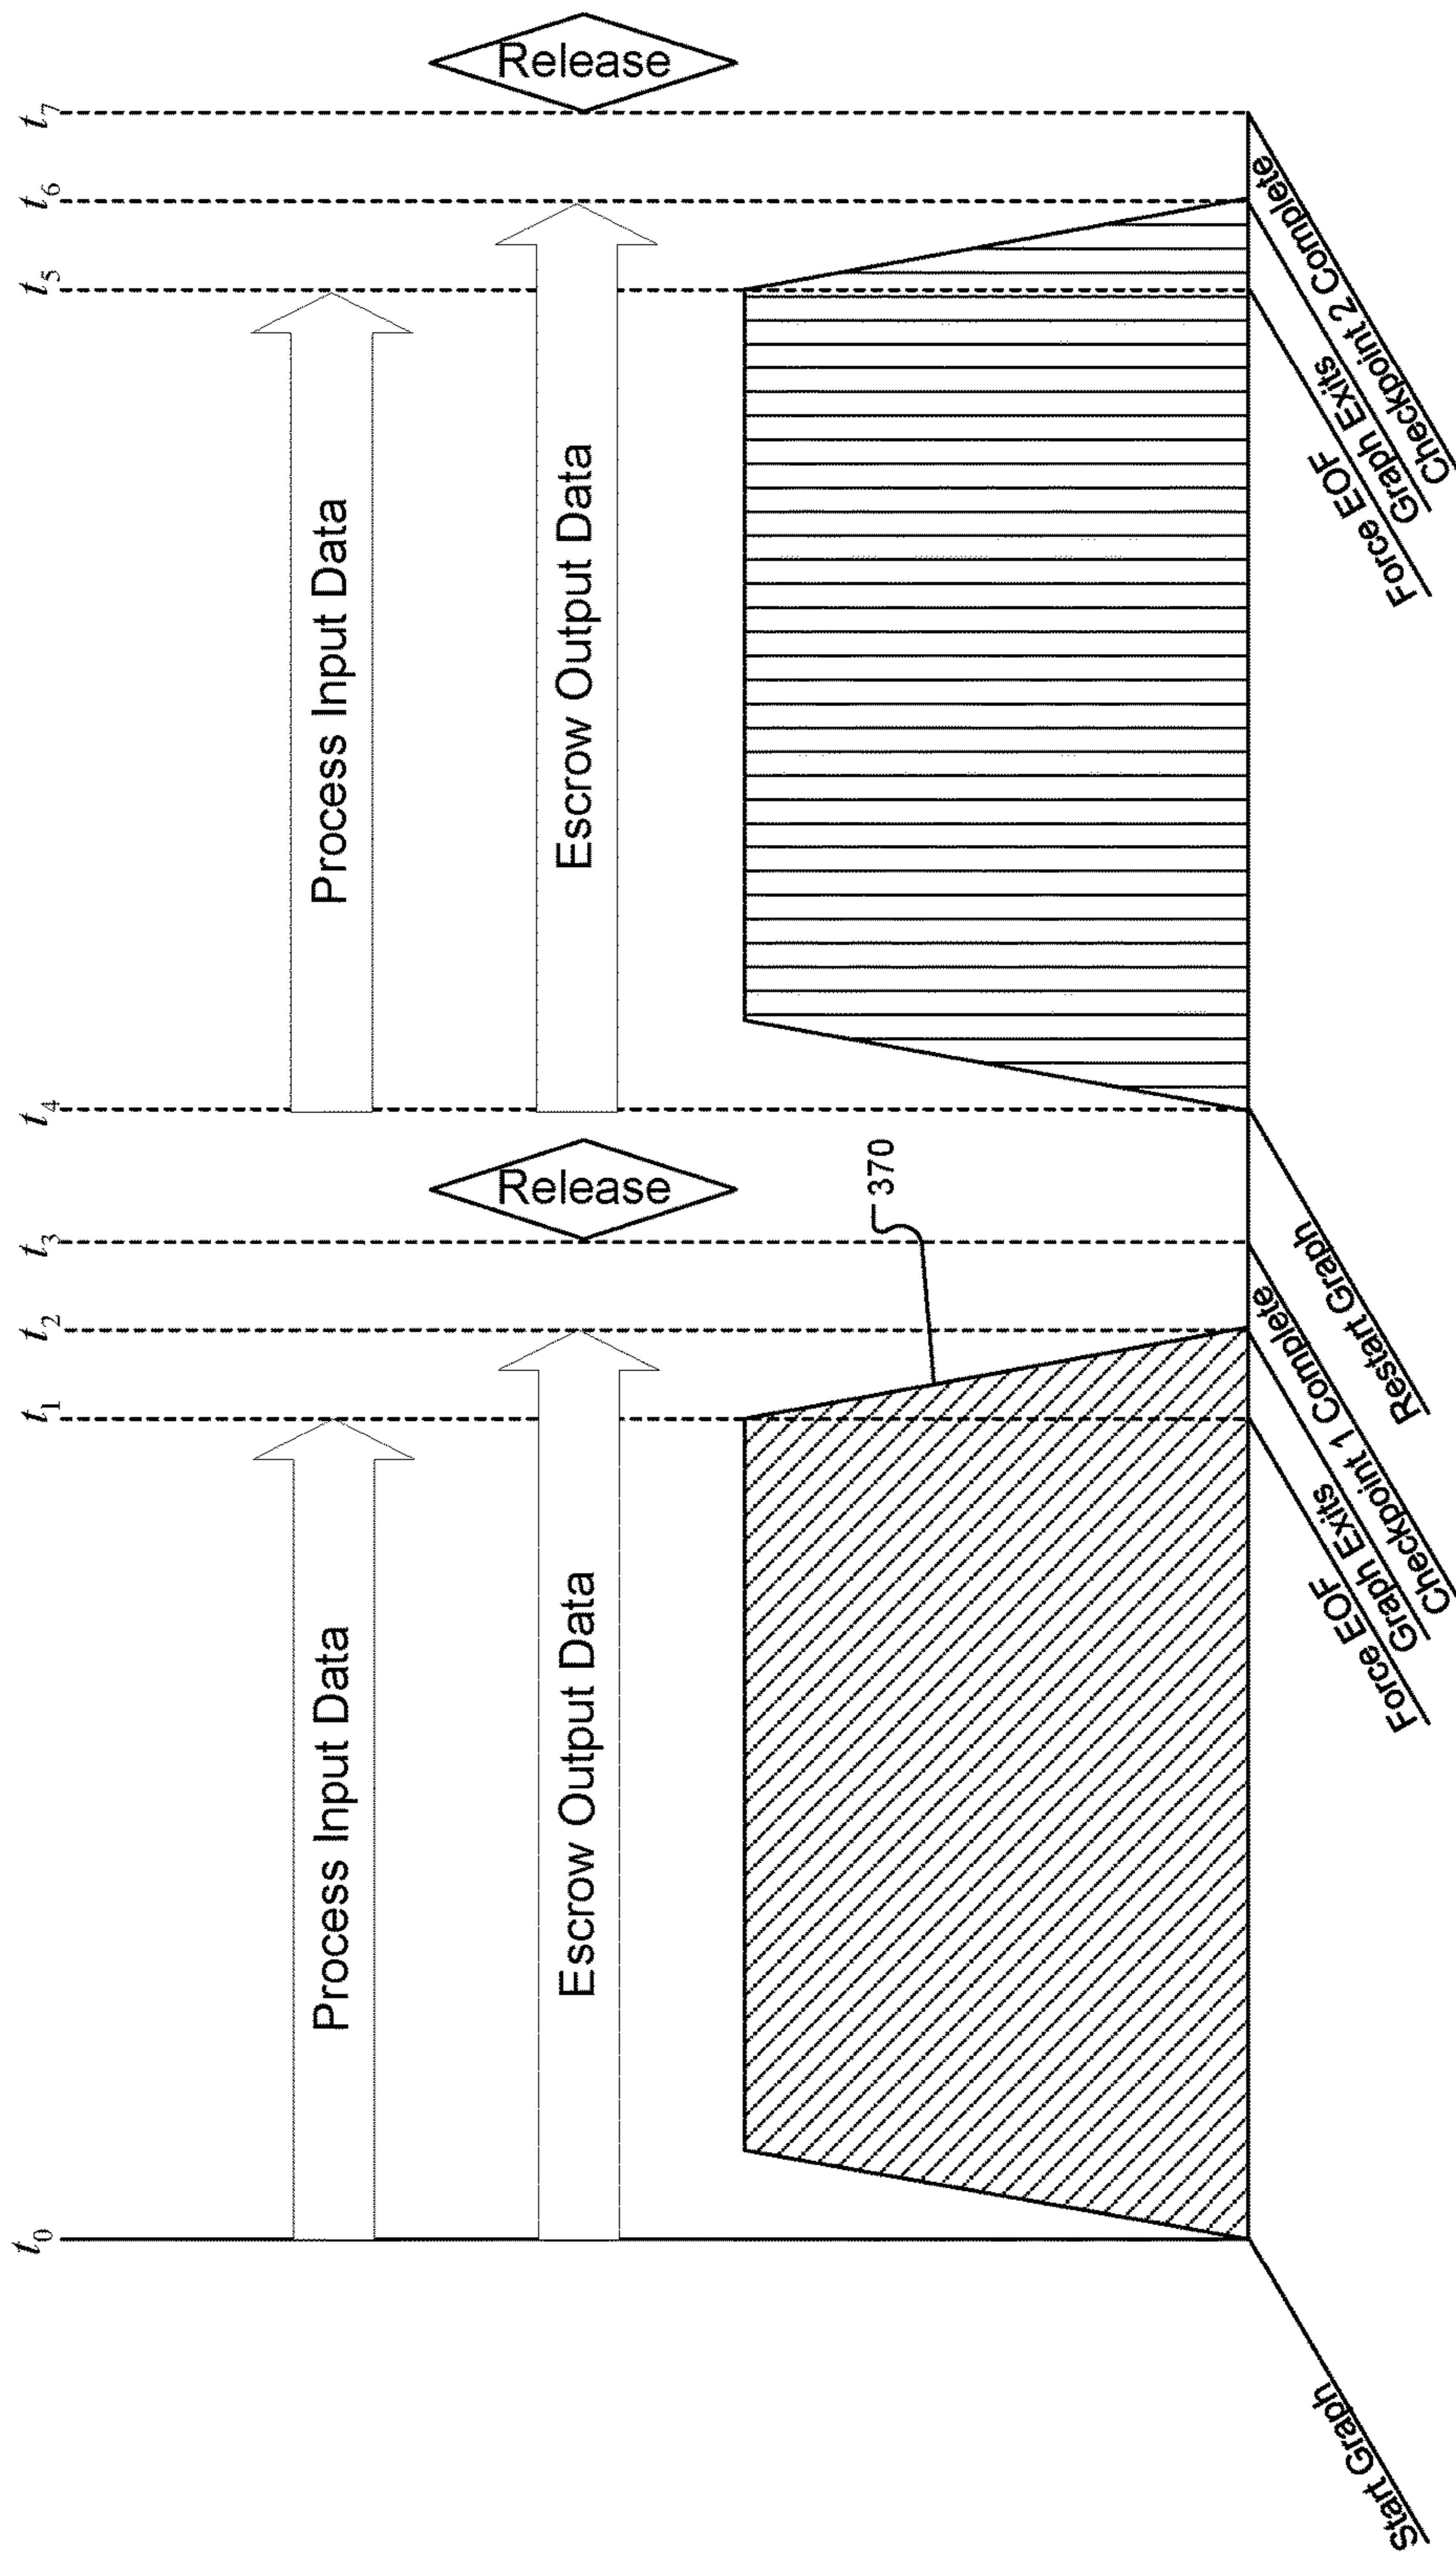 t0
t1
t2
t3
t4
t5
t6
t7
Process Input Data
Process Input Data
Escrow Output Data
Release
Escrow Output Data
Release
370
Start Graph
Force EOF
Graph Exits
Checkpoint 1 Complete
Restart Graph
Force EOF
Graph Exits
Checkpoint 2 Complete